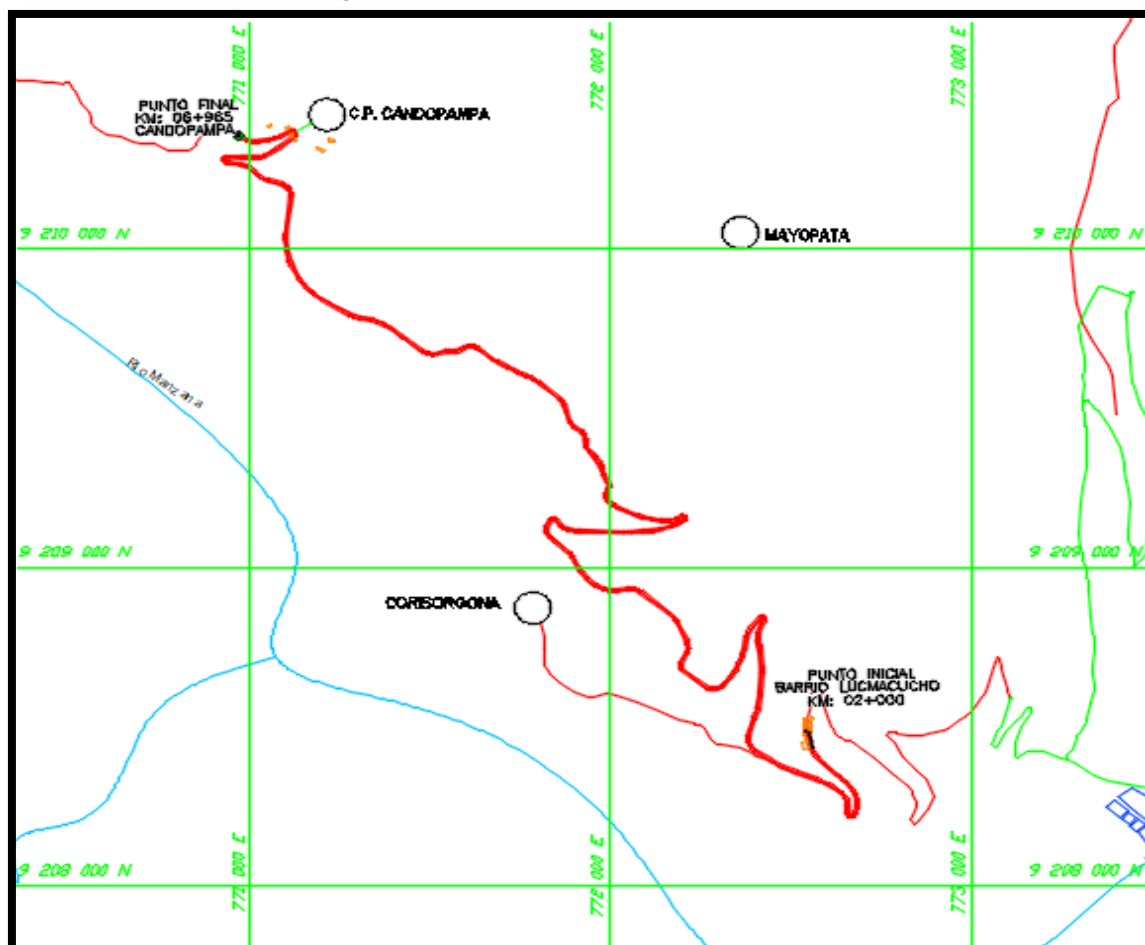 771 000 E
772 000 E
773 000 E
PUNTO FINAL
KM: 06+965
CANDOPAMPA
C.P. CANDOPAMPA
9 210 000 N
MAYOPATA
9 210 000 N
Rio Manzana
9 209 000 N
9 209 000 N
CORISORGONA
PUNTO INICIAL
BARRIO LUCMACUCHO
KM: 02+000
771 000 E
772 000 E
773 000 E
9 208 000 N
9 208 000 N